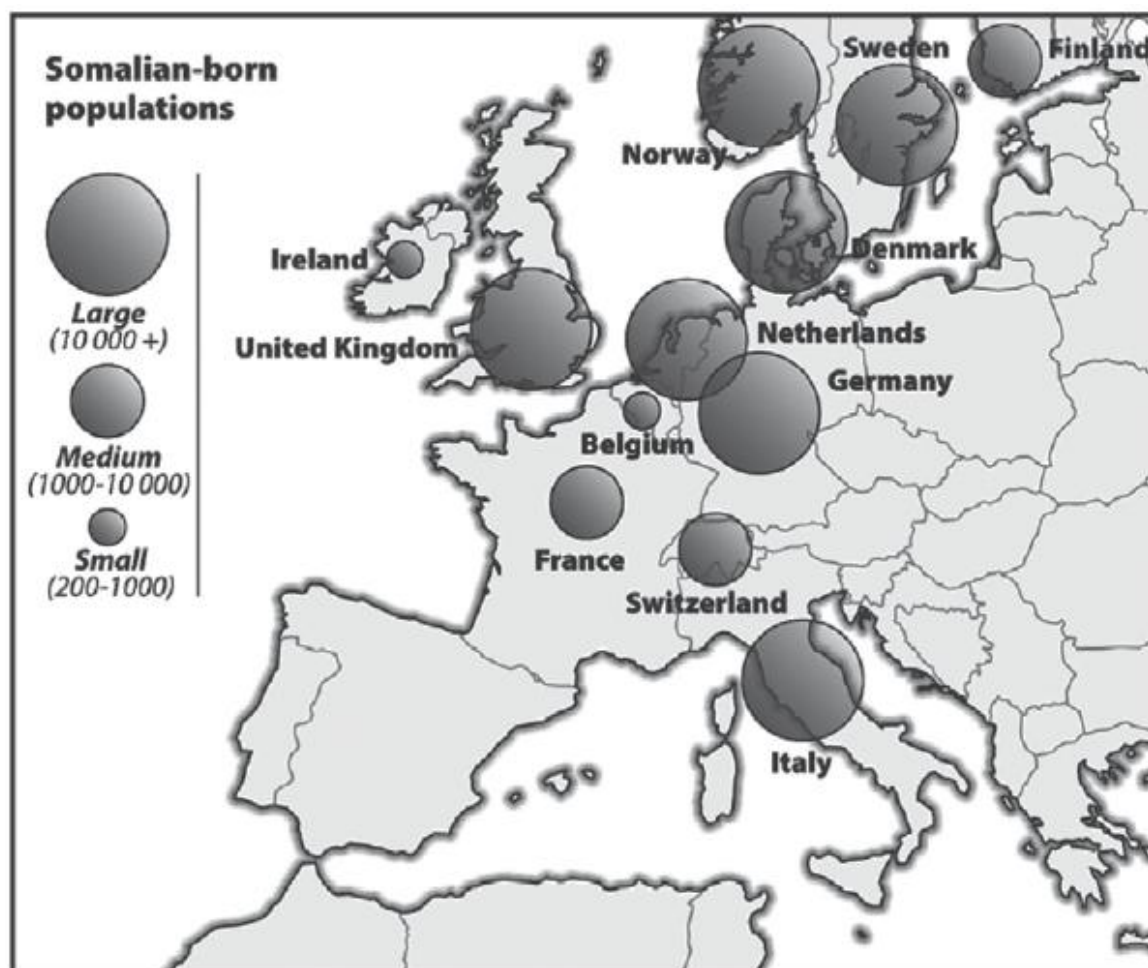 Somalian-born
populations
Large
(10 000 +)
Medium
(1000-10 000)
Small
(200-1000)
Sweden
Finland
Norway
Ireland
Denmark
United Kingdom
Netherlands
Germany
Belgium
France
Switzerland
Italy